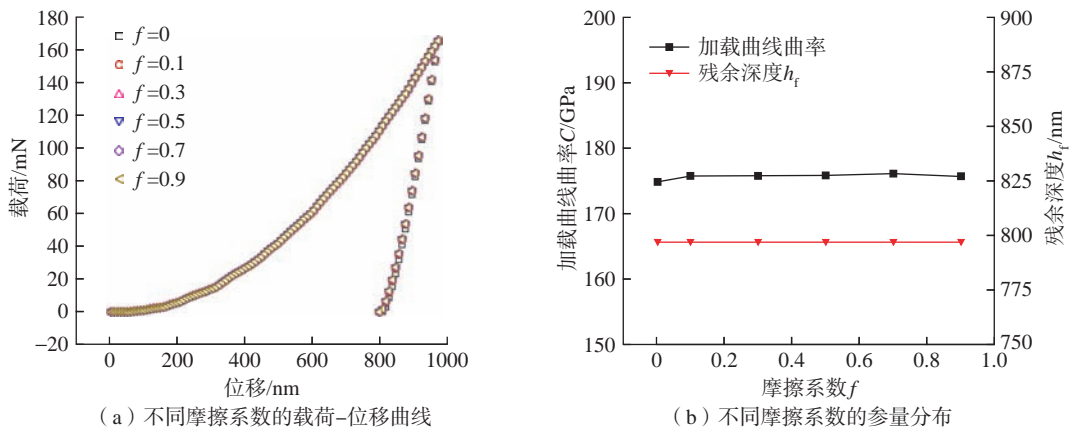 180
160
140
120
100
80
60
40
20
0
−20
载荷/mN
f=0
f=0.1
f=0.3
f=0.5
f=0.7
f=0.9
0 200 400 600 800 1000
位移/nm
(a)不同摩擦系数的载荷-位移曲线
200
190
180
170
160
150
加载曲线曲率C/GPa
加载曲线曲率
残余深度hf
900
875
850
825
800
775
750
残余深度hf/nm
0 0.2 0.4 0.6 0.8 1.0
摩擦系数f
(b)不同摩擦系数的参量分布